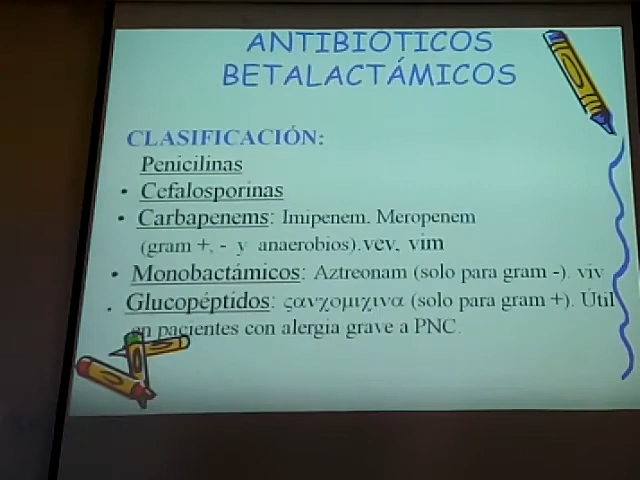 ANTIBIOTICOS
BETALACTÁMICOS
CLASIFICACIÓN:
Penicilinas
• Cefalosporinas
• Carbapenems: Imipenem. Meropenem
(gram +, - y anaerobios).vev, vim
• Monobactámicos: Aztreonam (solo para gram -). viv
. Glucopéptidos: ςανχομιχινα (solo para gram +). Útil
en pacientes con alergia grave a PNC.